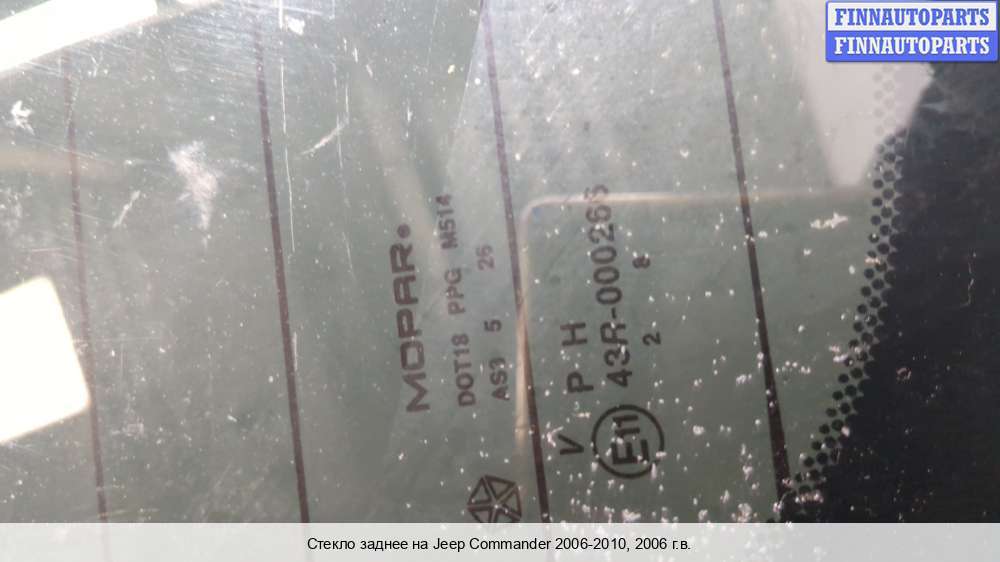 FINNAUTOPARTS
FINNAUTOPARTS
MOPAR
DOT18 PPG M514
AS3 5 26
V P H
E11 43R-000266
2 8
Стекло заднее на Jeep Commander 2006-2010, 2006 г.в.